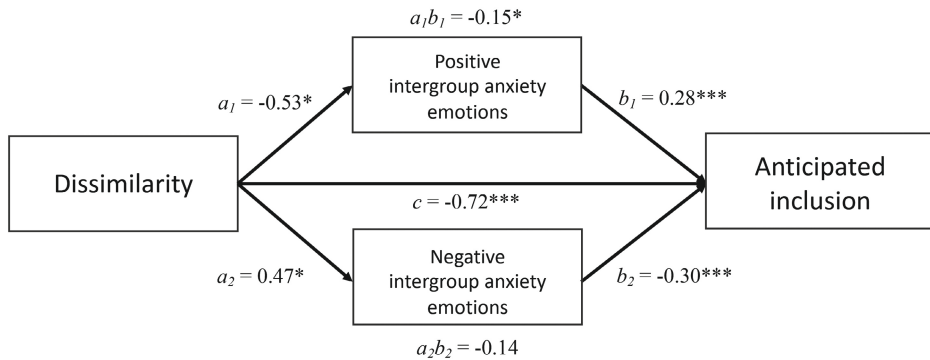 a₁b₁ = -0.15*
Positive
intergroup anxiety
emotions
a₁ = -0.53*
b₁ = 0.28***
Dissimilarity
Anticipated
inclusion
c = -0.72***
Negative
intergroup anxiety
emotions
a₂ = 0.47*
b₂ = -0.30***
a₂b₂ = -0.14